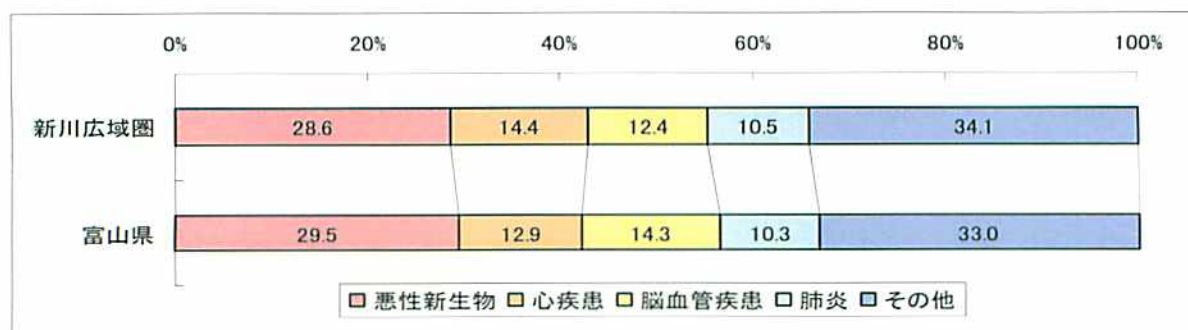 0% 20% 40% 60% 80% 100%
新川広域圏 28.6 14.4 12.4 10.5 34.1
富山県 29.5 12.9 14.3 10.3 33.0
悪性新生物 心疾患 脳血管疾患 肺炎 その他